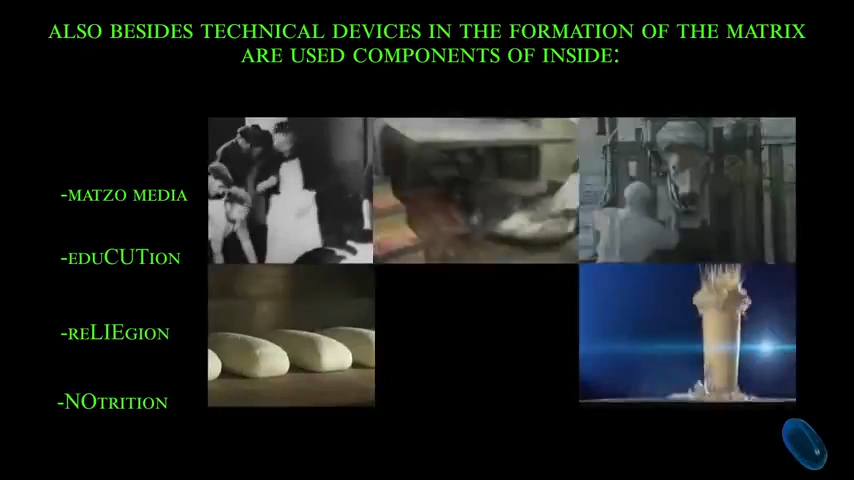 ALSO BESIDES TECHNICAL DEVICES IN THE FORMATION OF THE MATRIX
ARE USED COMPONENTS OF INSIDE:
-MATZO MEDIA
-EDUCUTION
-RELIEGION
-NOTRITION